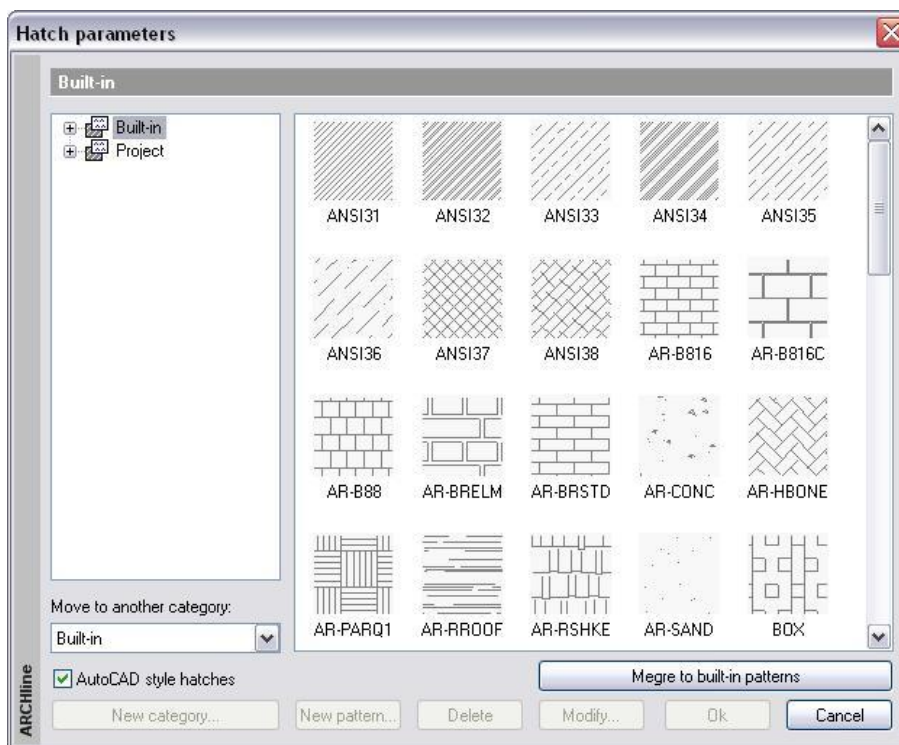 Hatch parameters
Built-in
Built-in
Project
ANSI31 ANSI32 ANSI33 ANSI34 ANSI35
ANSI36 ANSI37 ANSI38 AR-B816 AR-B816C
AR-B88 AR-BRELM AR-BRSTD AR-CONC AR-HBONE
AR-PARQ1 AR-RROOF AR-RSHKE AR-SAND BOX
Move to another category:
Built-in
AutoCAD style hatches
Megre to built-in patterns
New category... New pattern... Delete Modify... Ok Cancel
ARCHline